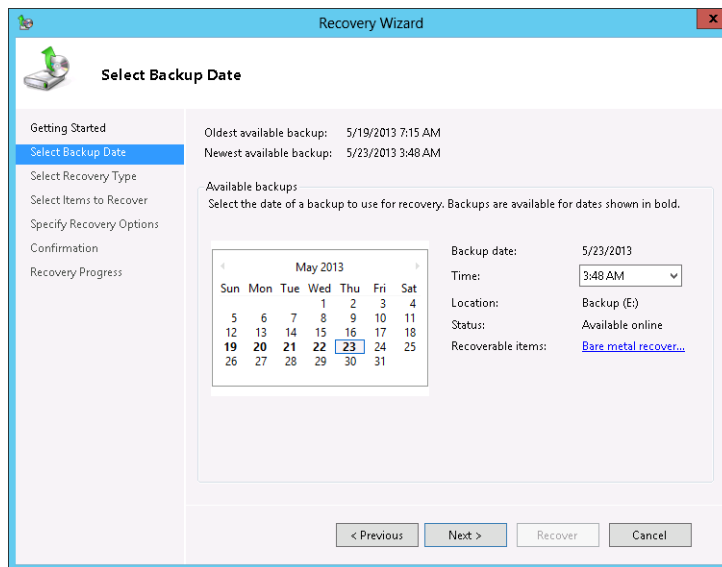 Recovery Wizard
x
Select Backup Date
Getting Started
Select Backup Date
Select Recovery Type
Select Items to Recover
Specify Recovery Options
Confirmation
Recovery Progress
Oldest available backup: 5/19/2013 7:15 AM
Newest available backup: 5/23/2013 3:48 AM
Available backups
Select the date of a backup to use for recovery. Backups are available for dates shown in bold.
May 2013
Sun Mon Tue Wed Thu Fri Sat
1 2 3 4
5 6 7 8 9 10 11
12 13 14 15 16 17 18
19 20 21 22 23 24 25
26 27 28 29 30 31
Backup date: 5/23/2013
Time: 3:48 AM
Location: Backup (E:)
Status: Available online
Recoverable items: Bare metal recover...
< Previous
Next >
Recover
Cancel